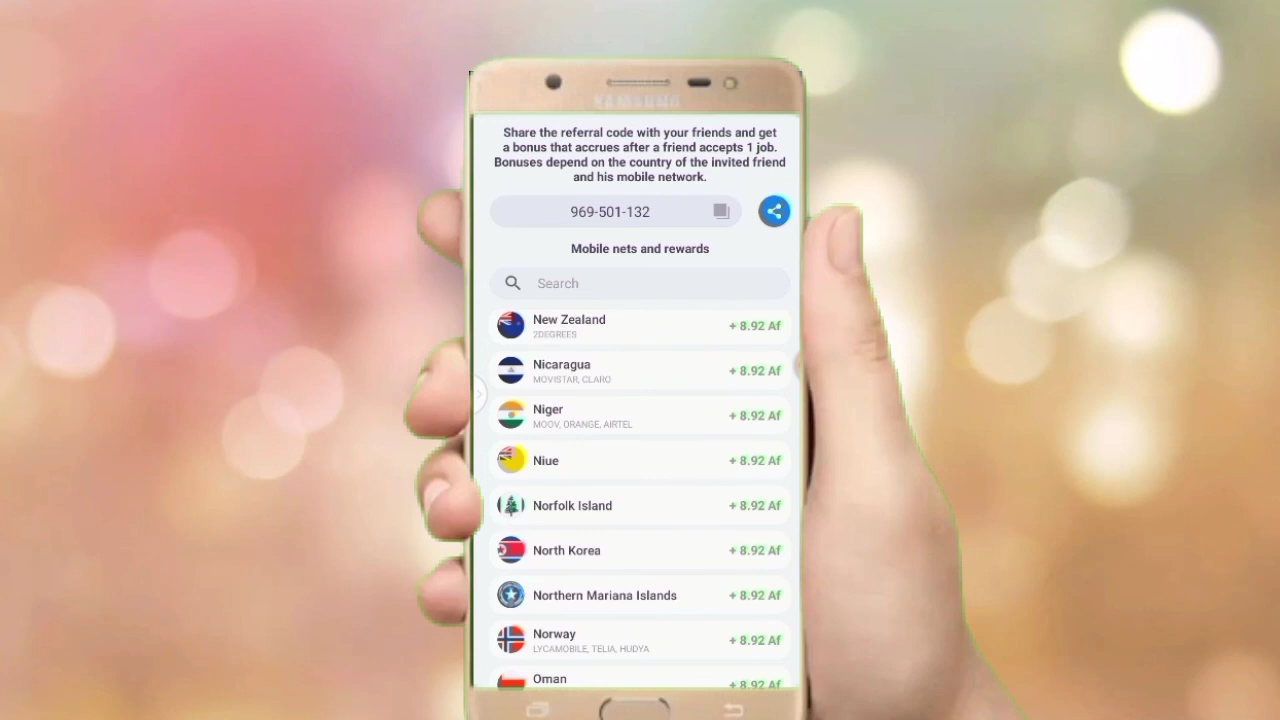 SAMSUNG
Share the referral code with your friends and get
a bonus that accrues after a friend accepts 1 job.
Bonuses depend on the country of the invited friend
and his mobile network.
969-501-132
Mobile nets and rewards
Search
New Zealand + 8.92 Af
2DEGREES
Nicaragua + 8.92 Af
MOVISTAR, CLARO
Niger + 8.92 Af
MOOV, ORANGE, AIRTEL
Niue + 8.92 Af
Norfolk Island + 8.92 Af
North Korea + 8.92 Af
Northern Mariana Islands + 8.92 Af
Norway + 8.92 Af
LYCAMOBILE, TELIA, HUDYA
Oman + 8.92 Af